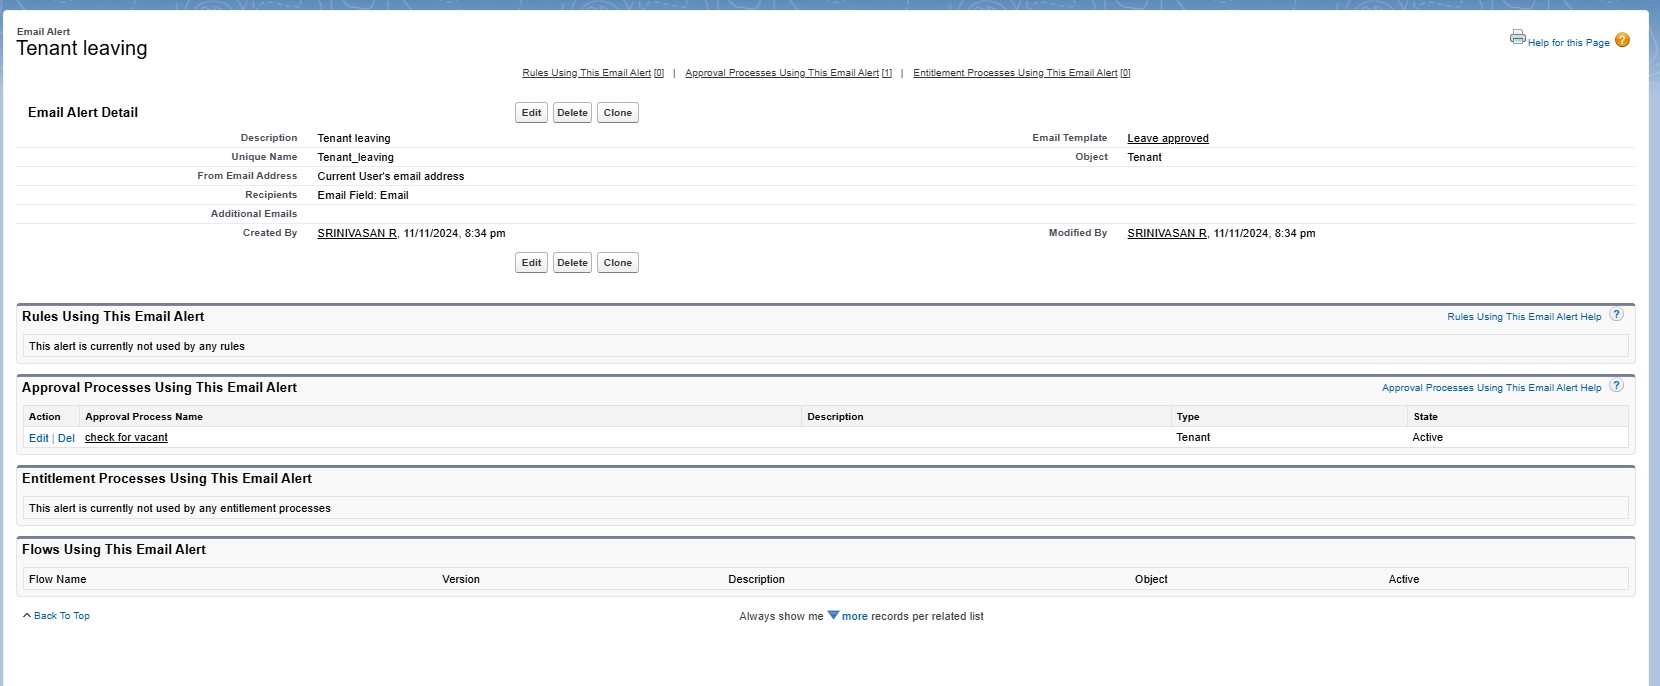 Email Alert
Tenant leaving
Help for this Page ?
Rules Using This Email Alert [0] | Approval Processes Using This Email Alert [1] | Entitlement Processes Using This Email Alert [0]
Email Alert Detail Edit Delete Clone
Description Tenant leaving Email Template Leave approved
Unique Name Tenant_leaving Object Tenant
From Email Address Current User's email address
Recipients Email Field: Email
Additional Emails
Created By SRINIVASAN R, 11/11/2024, 8:34 pm Modified By SRINIVASAN R, 11/11/2024, 8:34 pm
Edit Delete Clone
Rules Using This Email Alert Rules Using This Email Alert Help ?
This alert is currently not used by any rules
Approval Processes Using This Email Alert Approval Processes Using This Email Alert Help ?
Action Approval Process Name Description Type State
Edit | Del check for vacant Tenant Active
Entitlement Processes Using This Email Alert
This alert is currently not used by any entitlement processes
Flows Using This Email Alert
Flow Name Version Description Object Active
Back To Top Always show me more records per related list